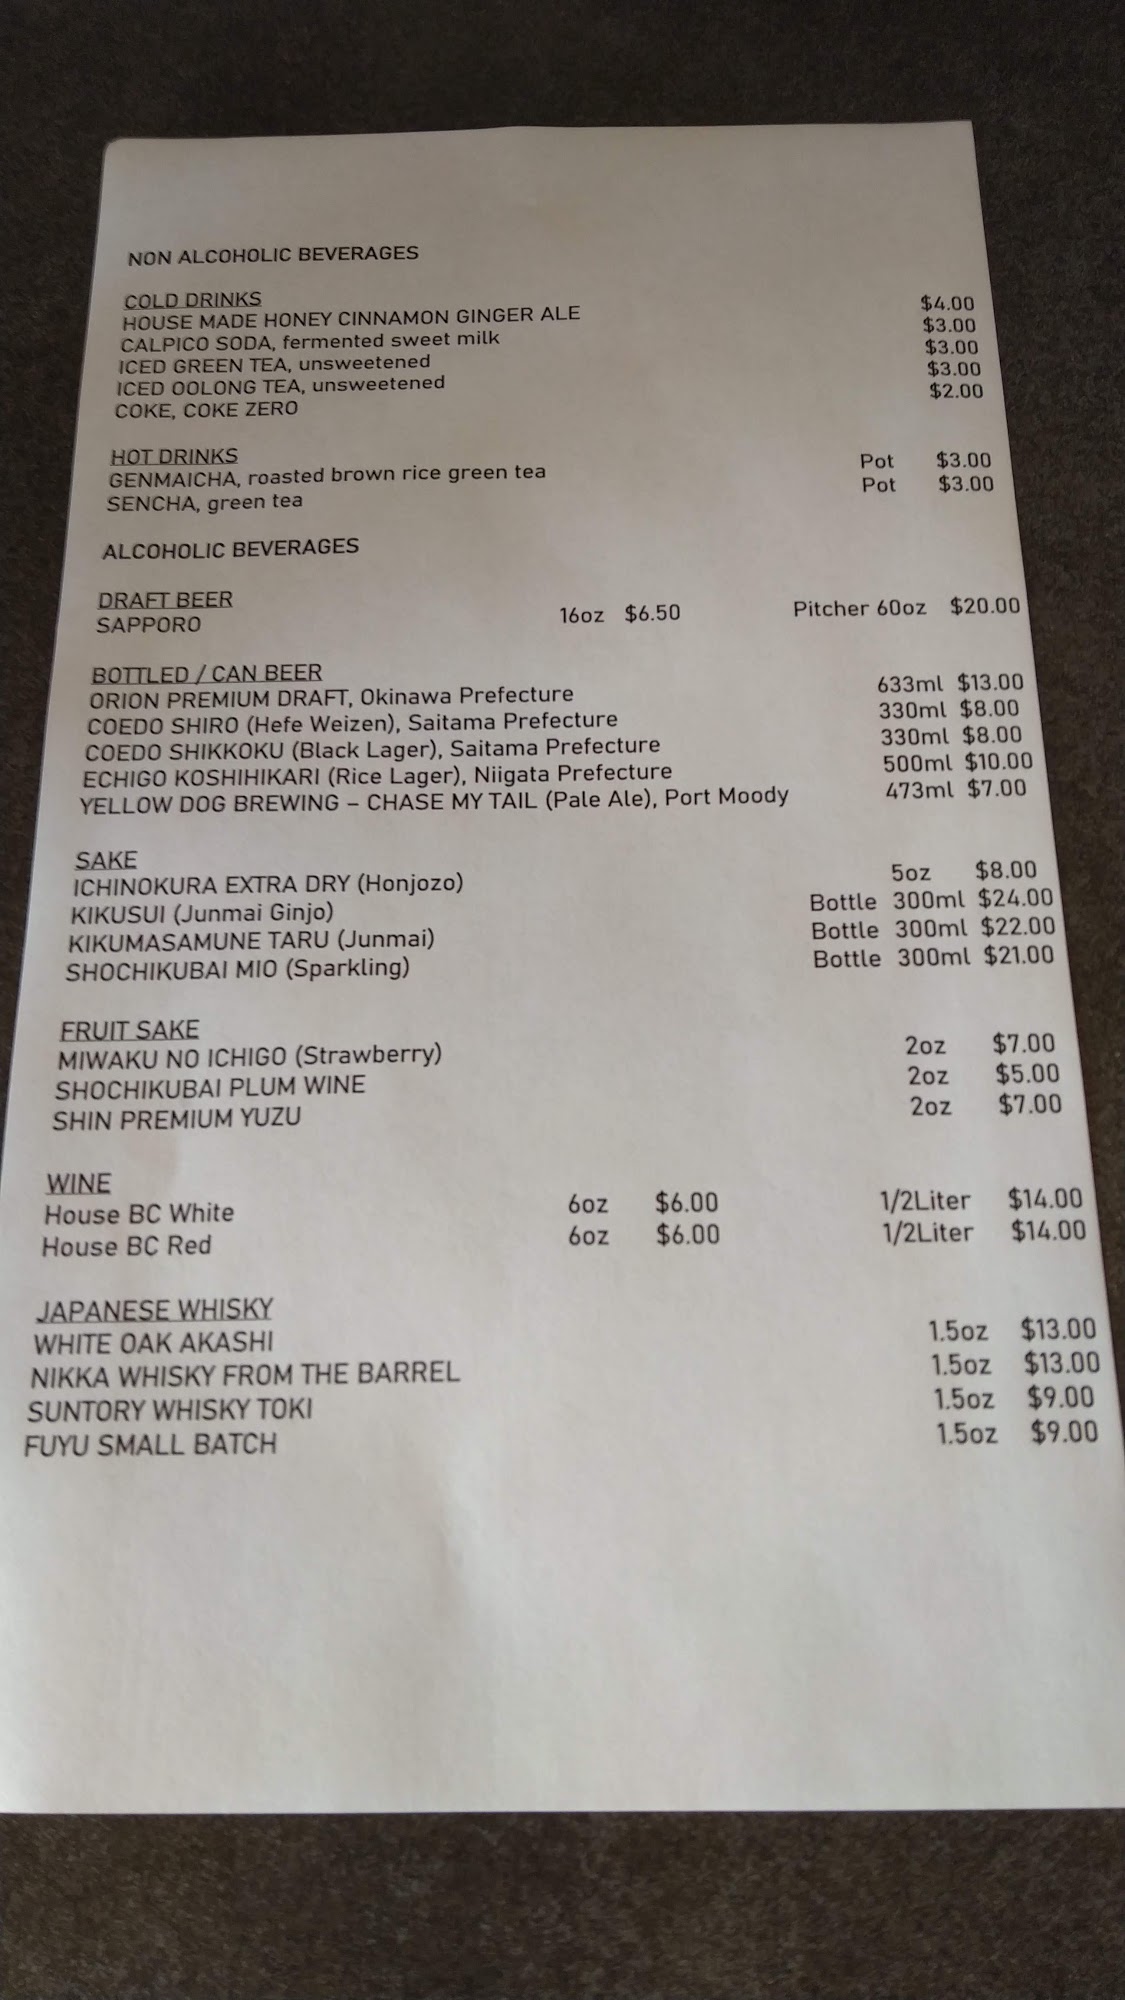 NON ALCOHOLIC BEVERAGES
COLD DRINKS
HOUSE MADE HONEY CINNAMON GINGER ALE $4.00
CALPICO SODA, fermented sweet milk $3.00
ICED GREEN TEA, unsweetened $3.00
ICED OOLONG TEA, unsweetened $3.00
COKE, COKE ZERO $2.00
HOT DRINKS
GENMAICHA, roasted brown rice green tea Pot $3.00
SENCHA, green tea Pot $3.00
ALCOHOLIC BEVERAGES
DRAFT BEER
SAPPORO 16oz $6.50 Pitcher 60oz $20.00
BOTTLED / CAN BEER
ORION PREMIUM DRAFT, Okinawa Prefecture 633ml $13.00
COEDO SHIRO (Hefe Weizen), Saitama Prefecture 330ml $8.00
COEDO SHIKKOKU (Black Lager), Saitama Prefecture 330ml $8.00
ECHIGO KOSHIHIKARI (Rice Lager), Niigata Prefecture 500ml $10.00
YELLOW DOG BREWING – CHASE MY TAIL (Pale Ale), Port Moody 473ml $7.00
SAKE
ICHINOKURA EXTRA DRY (Honjozo) 5oz $8.00
KIKUSUI (Junmai Ginjo) Bottle 300ml $24.00
KIKUMASAMUNE TARU (Junmai) Bottle 300ml $22.00
SHOCHIKUBAI MIO (Sparkling) Bottle 300ml $21.00
FRUIT SAKE
MIWAKU NO ICHIGO (Strawberry) 2oz $7.00
SHOCHIKUBAI PLUM WINE 2oz $5.00
SHIN PREMIUM YUZU 2oz $7.00
WINE
House BC White 6oz $6.00 1/2Liter $14.00
House BC Red 6oz $6.00 1/2Liter $14.00
JAPANESE WHISKY
WHITE OAK AKASHI 1.5oz $13.00
NIKKA WHISKY FROM THE BARREL 1.5oz $13.00
SUNTORY WHISKY TOKI 1.5oz $9.00
FUYU SMALL BATCH 1.5oz $9.00